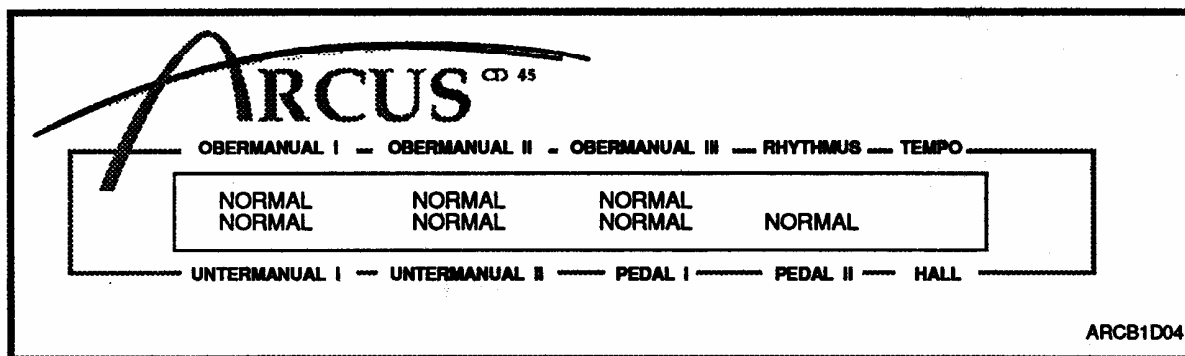 ARCUS CD 45
OBERMANUAL I OBERMANUAL II OBERMANUAL III RHYTHMUS TEMPO
NORMAL NORMAL NORMAL
NORMAL NORMAL NORMAL NORMAL
UNTERMANUAL I UNTERMANUAL II PEDAL I PEDAL II HALL
ARCB1D04